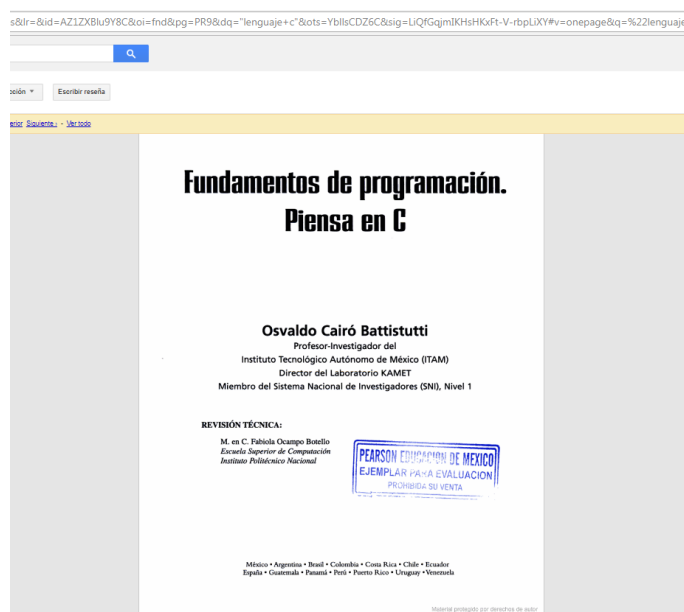 s&lr=&id=AZ1ZXBlu9Y8C&oi=fnd&pg=PR9&dq="lenguaje+c"&ots=YbllsCDZ6C&sig=LiQfGqjmIKHsHKxFt-V-rbpLiXY#v=onepage&q=%22lenguaje
cción
Escribir reseña
erior Siguiente › - Ver todo
Fundamentos de programación.
Piensa en C
Osvaldo Cairó Battistutti
Profesor-Investigador del
Instituto Tecnológico Autónomo de México (ITAM)
Director del Laboratorio KAMET
Miembro del Sistema Nacional de Investigadores (SNI), Nivel 1
REVISIÓN TÉCNICA:
M. en C. Fabiola Ocampo Botello
Escuela Superior de Computación
Instituto Politécnico Nacional
PEARSON EDUCACION DE MEXICO
EJEMPLAR PARA EVALUACION
PROHIBIDA SU VENTA
México • Argentina • Brasil • Colombia • Costa Rica • Chile • Ecuador
España • Guatemala • Panamá • Perú • Puerto Rico • Uruguay • Venezuela
Material protegido por derechos de autor